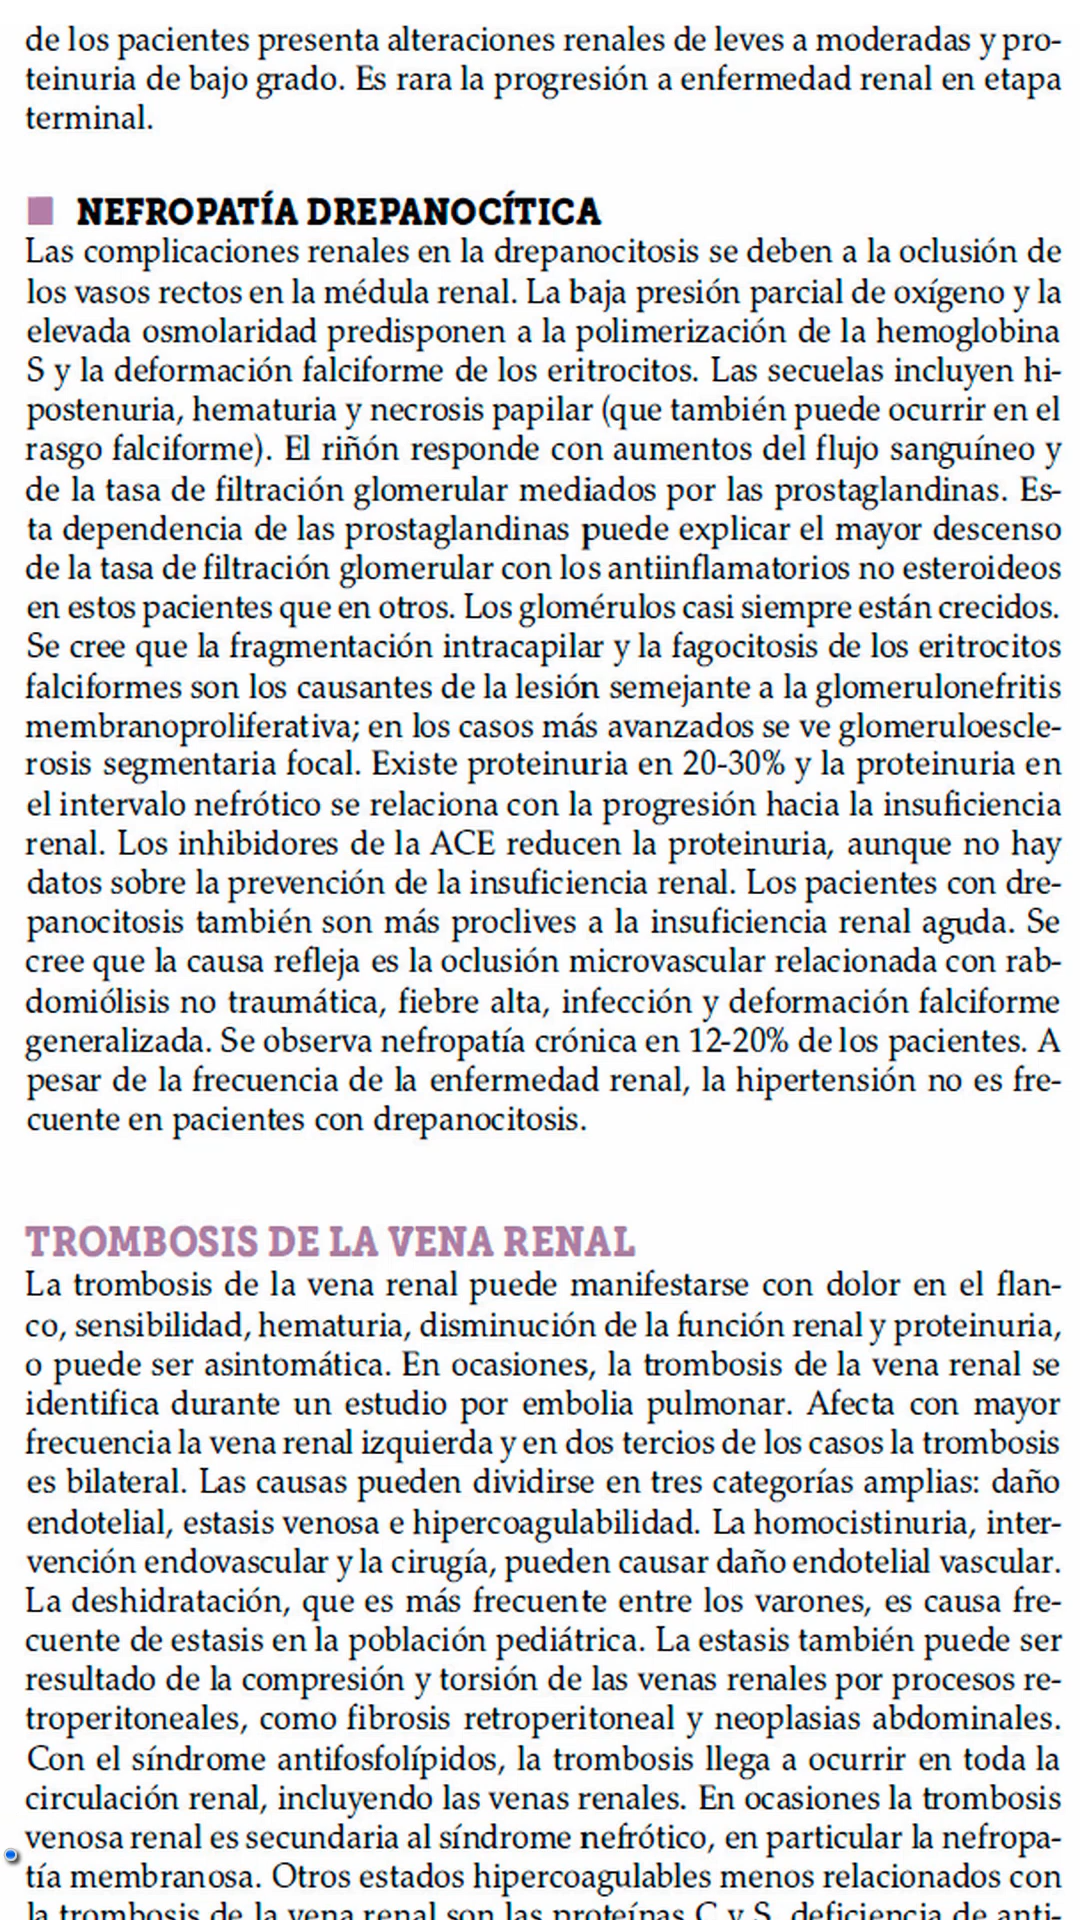 de los pacientes presenta alteraciones renales de leves a moderadas y pro-
teinuria de bajo grado. Es rara la progresión a enfermedad renal en etapa
terminal.
NEFROPATÍA DREPANOCÍTICA
Las complicaciones renales en la drepanocitosis se deben a la oclusión de
los vasos rectos en la médula renal. La baja presión parcial de oxígeno y la
elevada osmolaridad predisponen a la polimerización de la hemoglobina
S y la deformación falciforme de los eritrocitos. Las secuelas incluyen hi-
postenuria, hematuria y necrosis papilar (que también puede ocurrir en el
rasgo falciforme). El riñón responde con aumentos del flujo sanguíneo y
de la tasa de filtración glomerular mediados por las prostaglandinas. Es-
ta dependencia de las prostaglandinas puede explicar el mayor descenso
de la tasa de filtración glomerular con los antiinflamatorios no esteroideos
en estos pacientes que en otros. Los glomérulos casi siempre están crecidos.
Se cree que la fragmentación intracapilar y la fagocitosis de los eritrocitos
falciformes son los causantes de la lesión semejante a la glomerulonefritis
membranoproliferativa; en los casos más avanzados se ve glomeruloescle-
rosis segmentaria focal. Existe proteinuria en 20-30% y la proteinuria en
el intervalo nefrótico se relaciona con la progresión hacia la insuficiencia
renal. Los inhibidores de la ACE reducen la proteinuria, aunque no hay
datos sobre la prevención de la insuficiencia renal. Los pacientes con dre-
panocitosis también son más proclives a la insuficiencia renal aguda. Se
cree que la causa refleja es la oclusión microvascular relacionada con rab-
domiólisis no traumática, fiebre alta, infección y deformación falciforme
generalizada. Se observa nefropatía crónica en 12-20% de los pacientes. A
pesar de la frecuencia de la enfermedad renal, la hipertensión no es fre-
cuente en pacientes con drepanocitosis.
TROMBOSIS DE LA VENA RENAL
La trombosis de la vena renal puede manifestarse con dolor en el flan-
co, sensibilidad, hematuria, disminución de la función renal y proteinuria,
o puede ser asintomática. En ocasiones, la trombosis de la vena renal se
identifica durante un estudio por embolia pulmonar. Afecta con mayor
frecuencia la vena renal izquierda y en dos tercios de los casos la trombosis
es bilateral. Las causas pueden dividirse en tres categorías amplias: daño
endotelial, estasis venosa e hipercoagulabilidad. La homocistinuria, inter-
vención endovascular y la cirugía, pueden causar daño endotelial vascular.
La deshidratación, que es más frecuente entre los varones, es causa fre-
cuente de estasis en la población pediátrica. La estasis también puede ser
resultado de la compresión y torsión de las venas renales por procesos re-
troperitoneales, como fibrosis retroperitoneal y neoplasias abdominales.
Con el síndrome antifosfolípidos, la trombosis llega a ocurrir en toda la
circulación renal, incluyendo las venas renales. En ocasiones la trombosis
venosa renal es secundaria al síndrome nefrótico, en particular la nefropa-
tía membranosa. Otros estados hipercoagulables menos relacionados con
la trombosis de la vena renal son las proteínas C y S, deficiencia de anti-